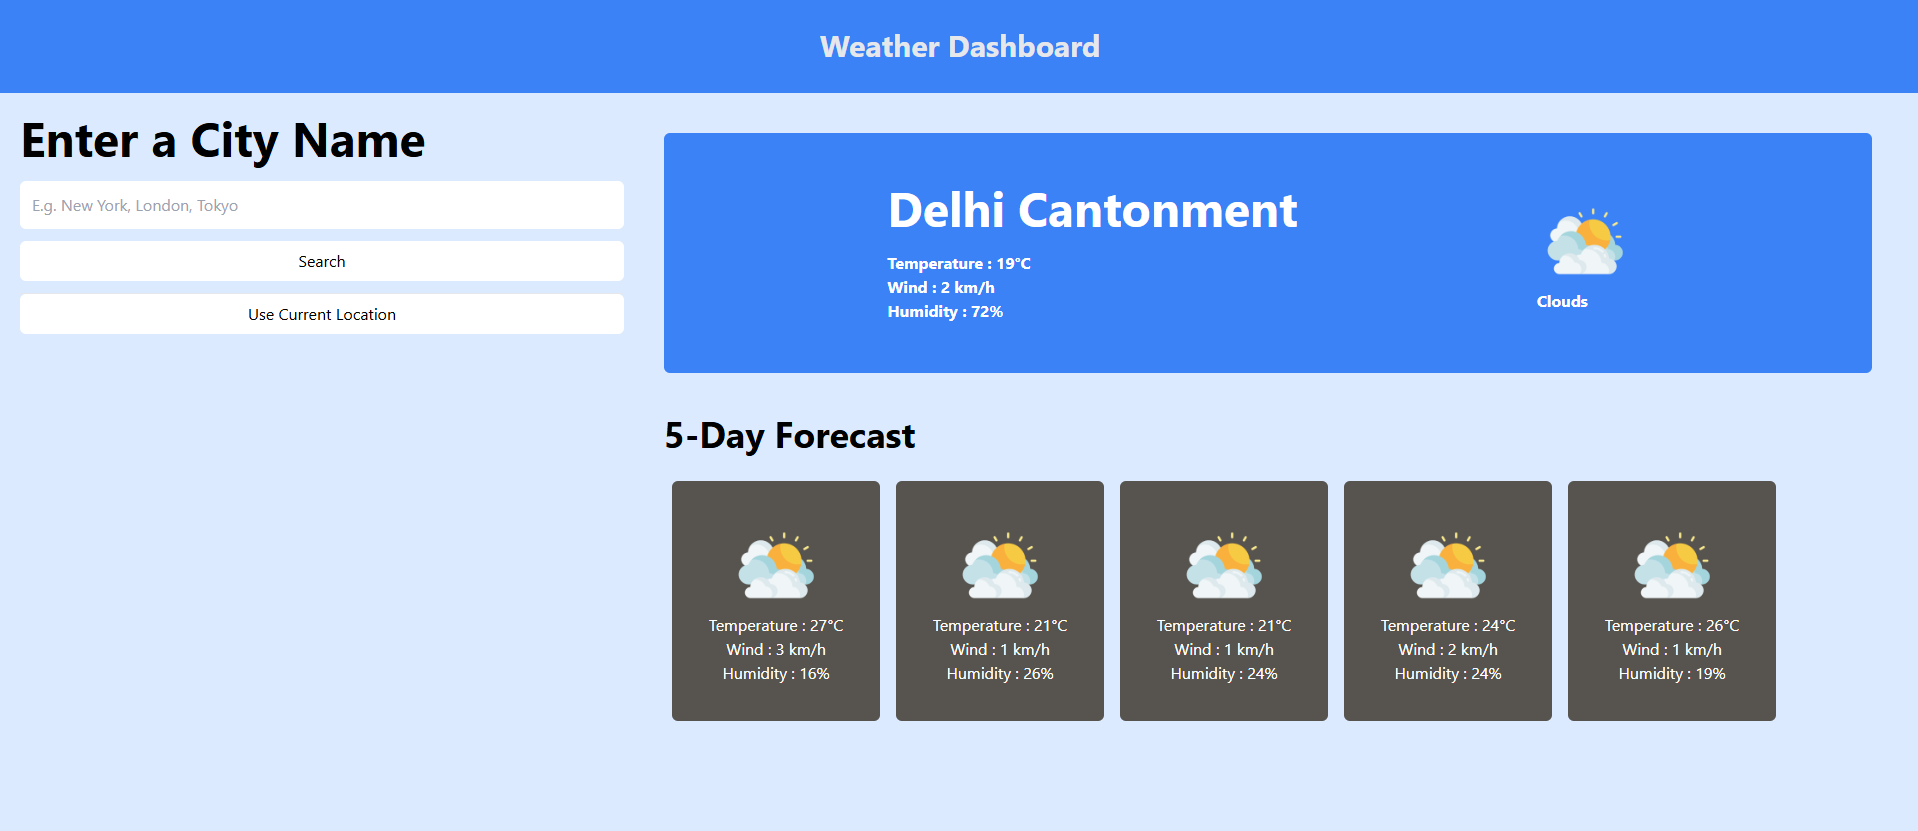 Weather Dashboard
Enter a City Name
E.g. New York, London, Tokyo
Search
Use Current Location
Delhi Cantonment
Temperature : 19°C
Wind : 2 km/h
Humidity : 72%
Clouds
5-Day Forecast
Temperature : 27°C
Wind : 3 km/h
Humidity : 16%
Temperature : 21°C
Wind : 1 km/h
Humidity : 26%
Temperature : 21°C
Wind : 1 km/h
Humidity : 24%
Temperature : 24°C
Wind : 2 km/h
Humidity : 24%
Temperature : 26°C
Wind : 1 km/h
Humidity : 19%